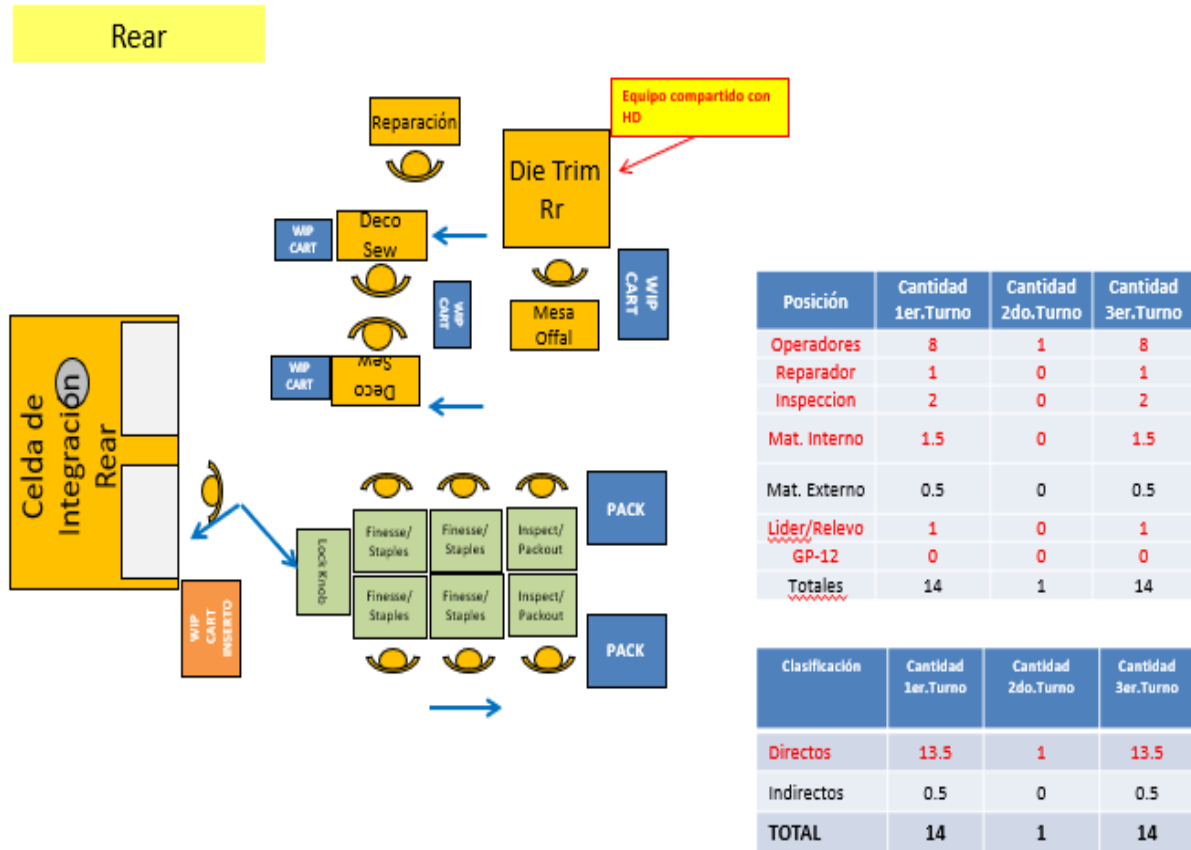 Rear
Equipo compartido con
HD
Reparación
Die Trim
Rr
WIP
CART
Deco
Sew
WIP
CART
WIP
CART
Mesa
Offal
WIP
CART
Deco
Sew
Celda de
Integración
Rear
WIP
CART
INSERTO
Lock Knob
Finesse/
Staples
Finesse/
Staples
Inspect/
Packout
PACK
Finesse/
Staples
Finesse/
Staples
Inspect/
Packout
PACK
Posición Cantidad 1er.Turno Cantidad 2do.Turno Cantidad 3er.Turno
Operadores 8 1 8
Reparador 1 0 1
Inspeccion 2 0 2
Mat. Interno 1.5 0 1.5
Mat. Externo 0.5 0 0.5
Lider/Relevo 1 0 1
GP-12 0 0 0
Totales 14 1 14
Clasificación Cantidad 1er.Turno Cantidad 2do.Turno Cantidad 3er.Turno
Directos 13.5 1 13.5
Indirectos 0.5 0 0.5
TOTAL 14 1 14